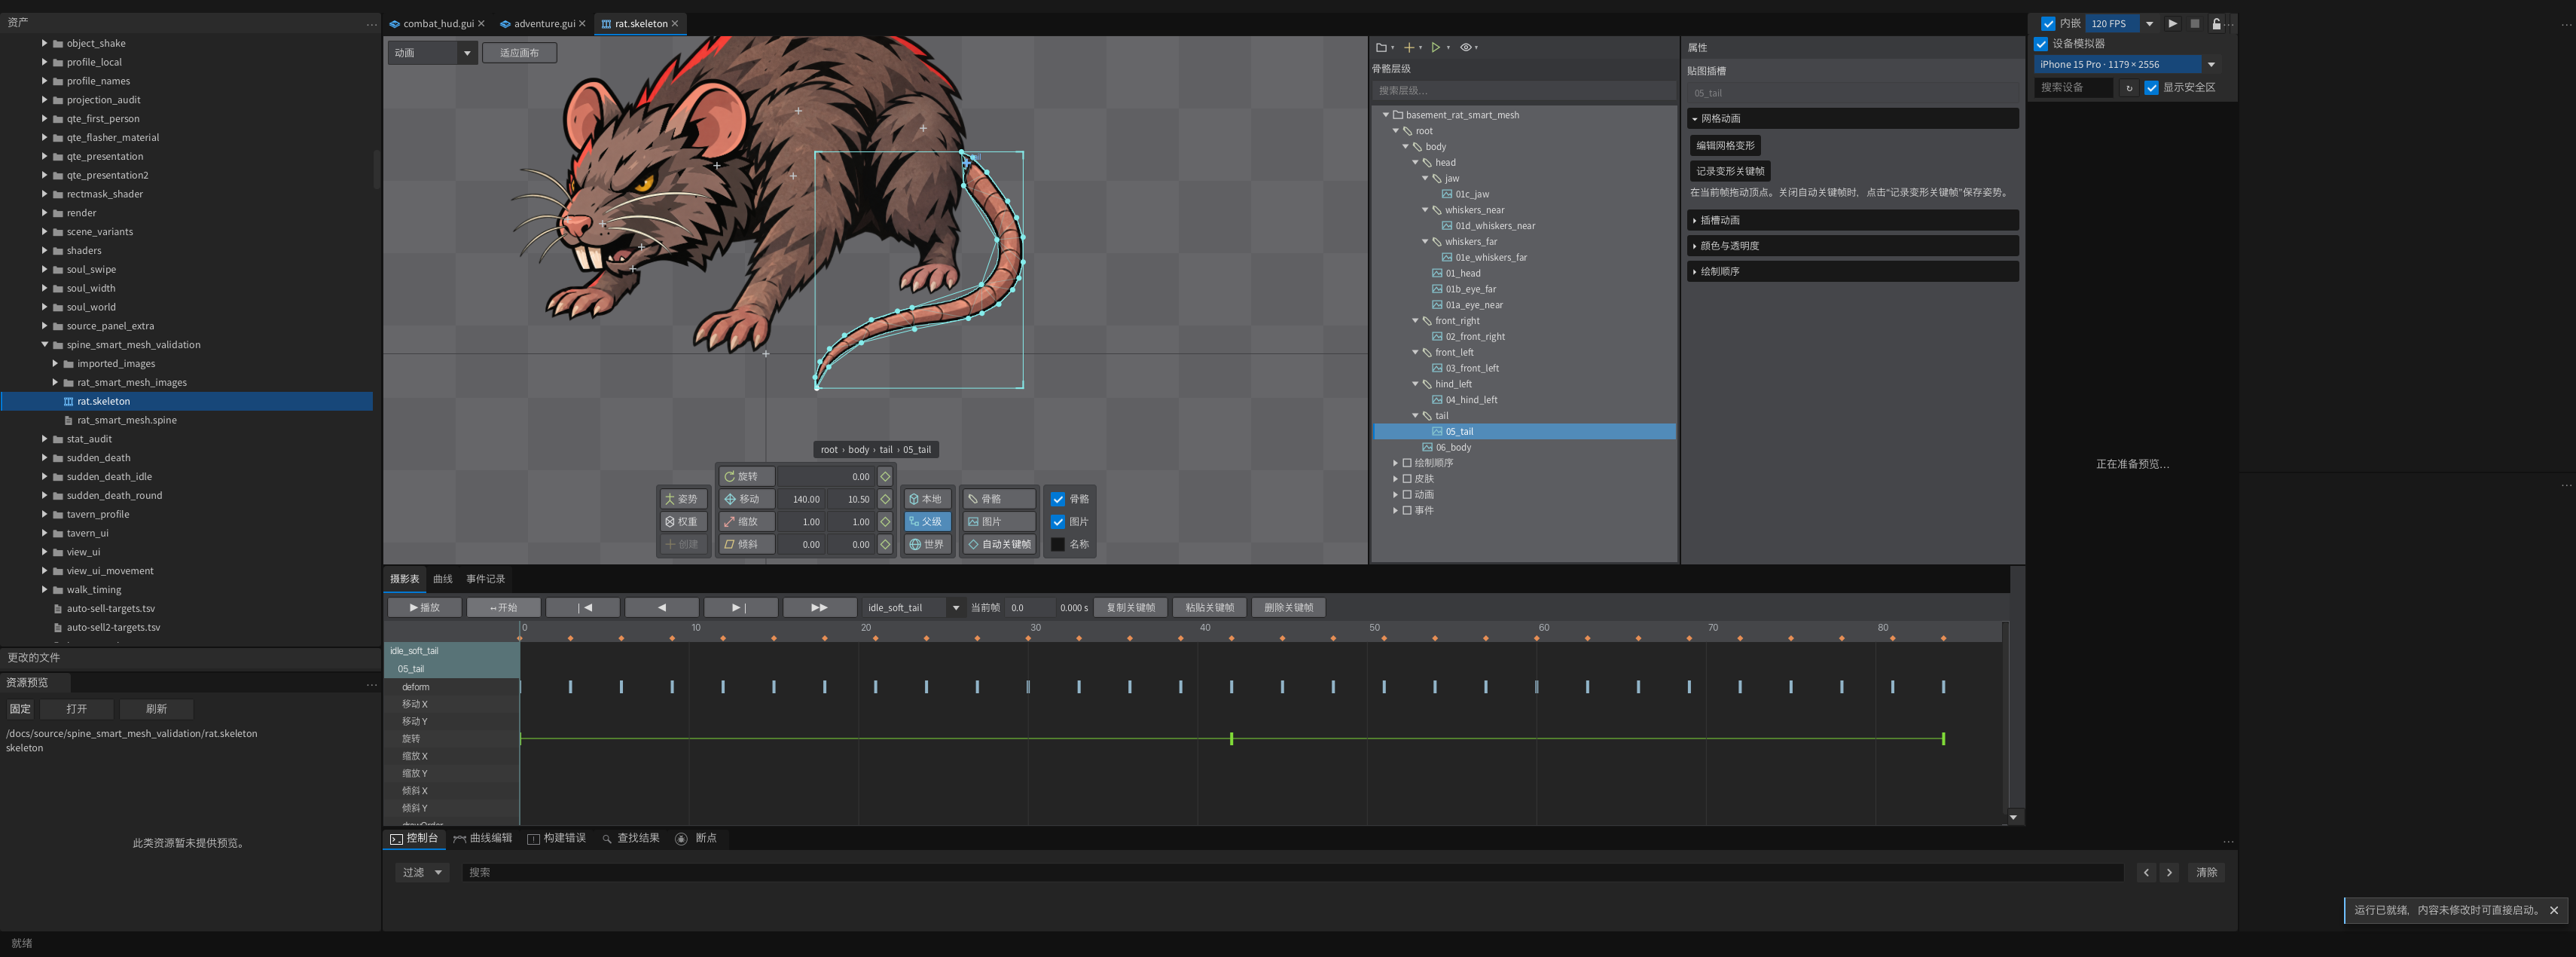 资产
object_shake
profile_local
profile_names
projection_audit
qte_first_person
qte_flasher_material
qte_presentation
qte_presentation2
rectmask_shader
render
scene_variants
shaders
soul_swipe
soul_width
soul_world
source_panel_extra
spine_smart_mesh_validation
imported_images
rat_smart_mesh_images
rat.skeleton
rat_smart_mesh.spine
stat_audit
sudden_death
sudden_death_idle
sudden_death_round
tavern_profile
tavern_ui
view_ui
view_ui_movement
walk_timing
auto-sell-targets.tsv
auto-sell2-targets.tsv
更改的文件
资源预览
固定 打开 刷新
/docs/source/spine_smart_mesh_validation/rat.skeleton
skeleton
此类资源暂未提供预览。
就绪
combat_hud.gui adventure.gui rat.skeleton
动画 适应画布
root › body › tail › 05_tail
姿势
权重
创建
旋转 0.00
移动 140.00 10.50
缩放 1.00 1.00
倾斜 0.00 0.00
本地
父级
世界
骨骼
图片
自动关键帧
骨骼
图片
名称
骨骼层级
搜索层级...
basement_rat_smart_mesh
root
body
head
jaw
01c_jaw
whiskers_near
01d_whiskers_near
whiskers_far
01e_whiskers_far
01_head
01b_eye_far
01a_eye_near
front_right
02_front_right
front_left
03_front_left
hind_left
04_hind_left
tail
05_tail
06_body
绘制顺序
皮肤
动画
事件
属性
贴图插槽
05_tail
网格动画
编辑网格变形
记录变形关键帧
在当前帧拖动顶点。关闭自动关键帧时，点击“记录变形关键帧”保存姿势。
插槽动画
颜色与透明度
绘制顺序
摄影表 曲线 事件记录
播放 开始 idle_soft_tail 当前帧 0.0 0.000 s 复制关键帧 粘贴关键帧 删除关键帧
0 10 20 30 40 50 60 70 80
idle_soft_tail
05_tail
deform
移动 X
移动 Y
旋转
缩放 X
缩放 Y
倾斜 X
倾斜 Y
drawOrder
控制台 曲线编辑 构建错误 查找结果 断点
过滤 搜索 清除
内嵌 120 FPS
设备模拟器
iPhone 15 Pro · 1179 × 2556
搜索设备 显示安全区
正在准备预览...
运行已就绪，内容未修改时可直接启动。